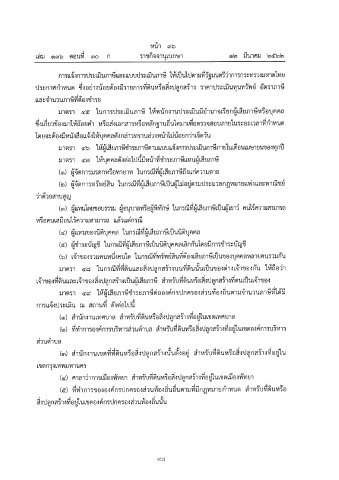 หน้า ๔๖
เล่ม ๑๓๖ ตอนที่ ๓๐ ก ราชกิจจานุเบกษา ๑๒ มีนาคม ๒๕๖๒
การแจ้งการประเมินภาษีและแบบประเมินภาษี ให้เป็นไปตามที่รัฐมนตรีว่าการกระทรวงมหาดไทย
ประกาศกำหนด ซึ่งอย่างน้อยต้องมีรายการที่ดินหรือสิ่งปลูกสร้าง ราคาประเมินทุนทรัพย์ อัตราภาษี
และจำนวนภาษีที่ต้องชำระ
มาตรา ๔๕ ในการประเมินภาษี ให้พนักงานประเมินมีอำนาจเรียกผู้เสียภาษีหรือบุคคล
ซึ่งเกี่ยวข้องมาให้ถ้อยคำ หรือส่งเอกสารหรือหลักฐานอื่นใดมาเพื่อตรวจสอบภายในระยะเวลาที่กำหนด
โดยจะต้องมีหนังสือแจ้งให้บุคคลดังกล่าวทราบล่วงหน้าไม่น้อยกว่าเจ็ดวัน
มาตรา ๔๖ ให้ผู้เสียภาษีชำระภาษีตามแบบแจ้งการประเมินภาษีภายในเดือนเมษายนของทุกปี
มาตรา ๔๗ ให้บุคคลดังต่อไปนี้มีหน้าที่ชำระภาษีแทนผู้เสียภาษี
(๑) ผู้จัดการมรดกหรือทายาท ในกรณีที่ผู้เสียภาษีถึงแก่ความตาย
(๒) ผู้จัดการทรัพย์สิน ในกรณีที่ผู้เสียภาษีเป็นผู้ไม่อยู่ตามประมวลกฎหมายแพ่งและพาณิชย์
ว่าด้วยสาบสูญ
(๓) ผู้แทนโดยชอบธรรม ผู้อนุบาลหรือผู้พิทักษ์ ในกรณีที่ผู้เสียภาษีเป็นผู้เยาว์ คนไร้ความสามารถ
หรือคนเสมือนไร้ความสามารถ แล้วแต่กรณี
(๔) ผู้แทนของนิติบุคคล ในกรณีที่ผู้เสียภาษีเป็นนิติบุคคล
(๕) ผู้ชำระบัญชี ในกรณีที่ผู้เสียภาษีเป็นนิติบุคคลเลิกกันโดยมีการชำระบัญชี
(๖) เจ้าของรวมคนหนึ่งคนใด ในกรณีที่ทรัพย์สินที่ต้องเสียภาษีเป็นของบุคคลหลายคนรวมกัน
มาตรา ๔๘ ในกรณีที่ที่ดินและสิ่งปลูกสร้างบนที่ดินนั้นเป็นของต่างเจ้าของกัน ให้ถือว่า
เจ้าของที่ดินและเจ้าของสิ่งปลูกสร้างเป็นผู้เสียภาษี สำหรับที่ดินหรือสิ่งปลูกสร้างที่ตนเป็นเจ้าของ
มาตรา ๔๙ ให้ผู้เสียภาษีชำระภาษีต่อองค์กรปกครองส่วนท้องถิ่นตามจำนวนภาษีที่ได้มี
การแจ้งประเมิน ณ สถานที่ ดังต่อไปนี้
(๑) สำนักงานเทศบาล สำหรับที่ดินหรือสิ่งปลูกสร้างที่อยู่ในเขตเทศบาล
(๒) ที่ทำการองค์การบริหารส่วนตำบล สำหรับที่ดินหรือสิ่งปลูกสร้างที่อยู่ในเขตองค์การบริหาร
ส่วนตำบล
(๓) สำนักงานเขตที่ที่ดินหรือสิ่งปลูกสร้างนั้นตั้งอยู่ สำหรับที่ดินหรือสิ่งปลูกสร้างที่อยู่ใน
เขตกรุงเทพมหานคร
(๔) ศาลาว่าการเมืองพัทยา สำหรับที่ดินหรือสิ่งปลูกสร้างที่อยู่ในเขตเมืองพัทยา
(๕) ที่ทำการขององค์กรปกครองส่วนท้องถิ่นอื่นตามที่มีกฎหมายกำหนด สำหรับที่ดินหรือ
สิ่งปลูกสร้างที่อยู่ในเขตองค์กรปกครองส่วนท้องถิ่นนั้น